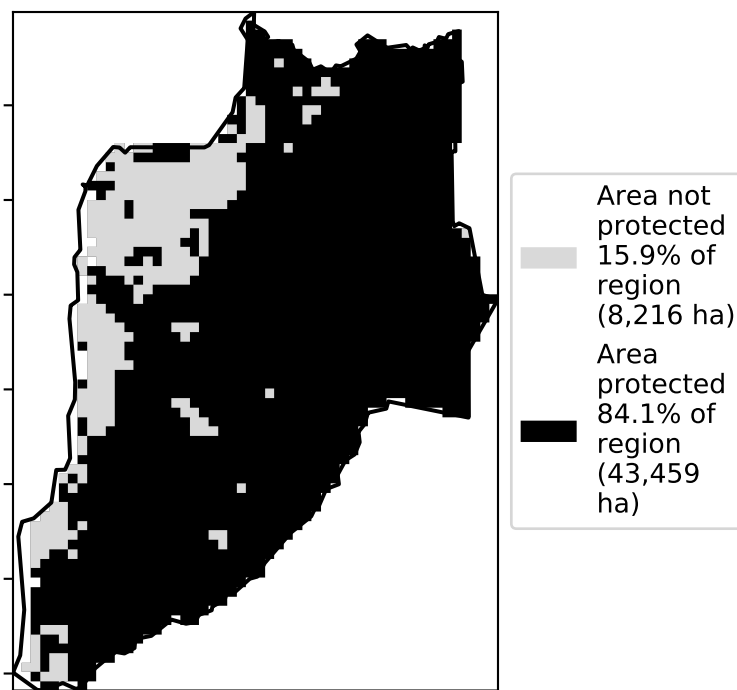 Area not
protected
15.9% of
region
(8,216 ha)
Area
protected
84.1% of
region
(43,459
ha)